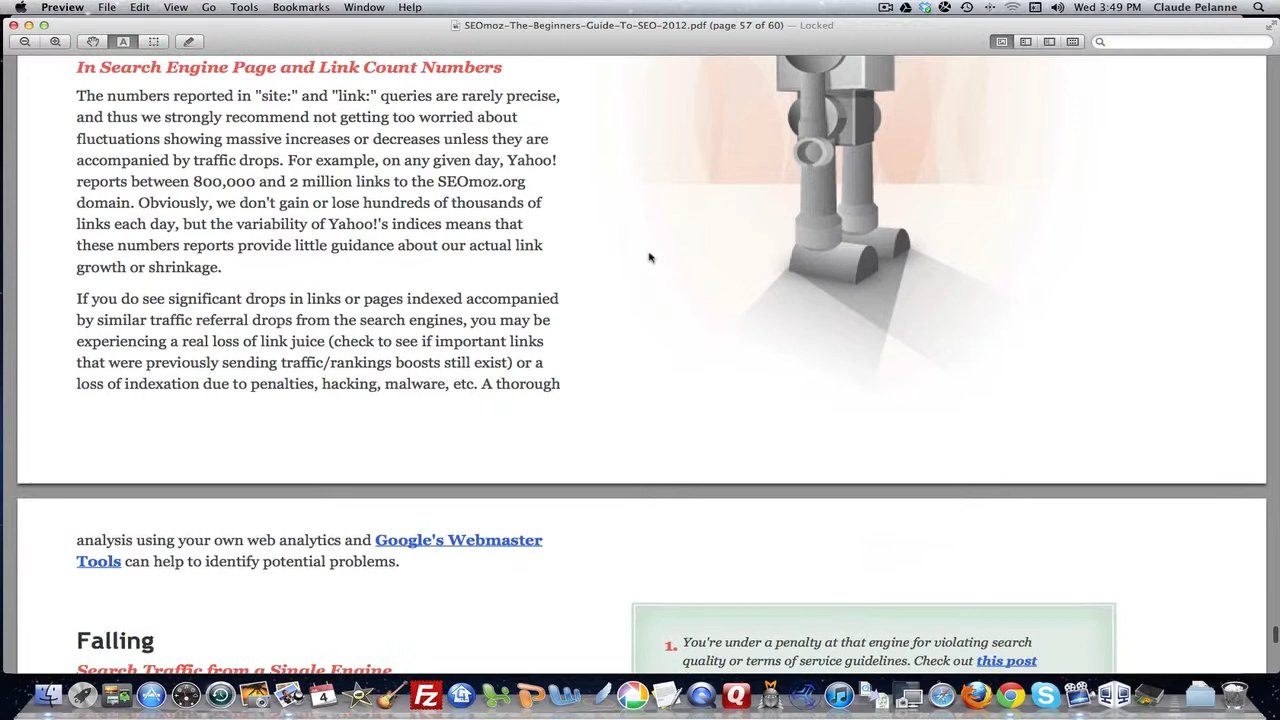 Preview File Edit View Go Tools Bookmarks Window Help Wed 3:49 PM Claude Pelanne
SEOmoz-The-Beginners-Guide-To-SEO-2012.pdf (page 57 of 60) — Locked
In Search Engine Page and Link Count Numbers
The numbers reported in "site:" and "link:" queries are rarely precise,
and thus we strongly recommend not getting too worried about
fluctuations showing massive increases or decreases unless they are
accompanied by traffic drops. For example, on any given day, Yahoo!
reports between 800,000 and 2 million links to the SEOmoz.org
domain. Obviously, we don't gain or lose hundreds of thousands of
links each day, but the variability of Yahoo!'s indices means that
these numbers reports provide little guidance about our actual link
growth or shrinkage.
If you do see significant drops in links or pages indexed accompanied
by similar traffic referral drops from the search engines, you may be
experiencing a real loss of link juice (check to see if important links
that were previously sending traffic/rankings boosts still exist) or a
loss of indexation due to penalties, hacking, malware, etc. A thorough
analysis using your own web analytics and Google's Webmaster
Tools can help to identify potential problems.
Falling
Search Traffic from a Single Engine
1. You're under a penalty at that engine for violating search
quality or terms of service guidelines. Check out this post